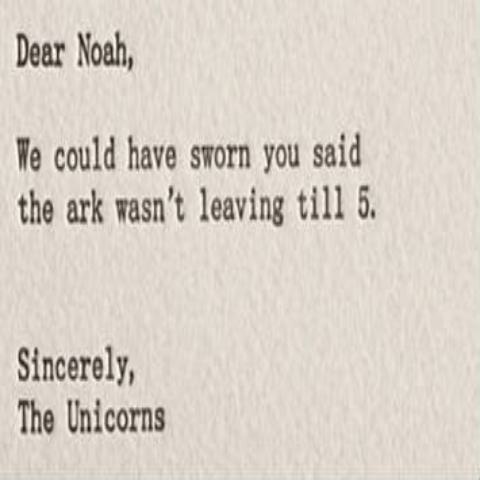 Dear Noah,
We could have sworn you said
the ark wasn't leaving till 5.
Sincerely,
The Unicorns